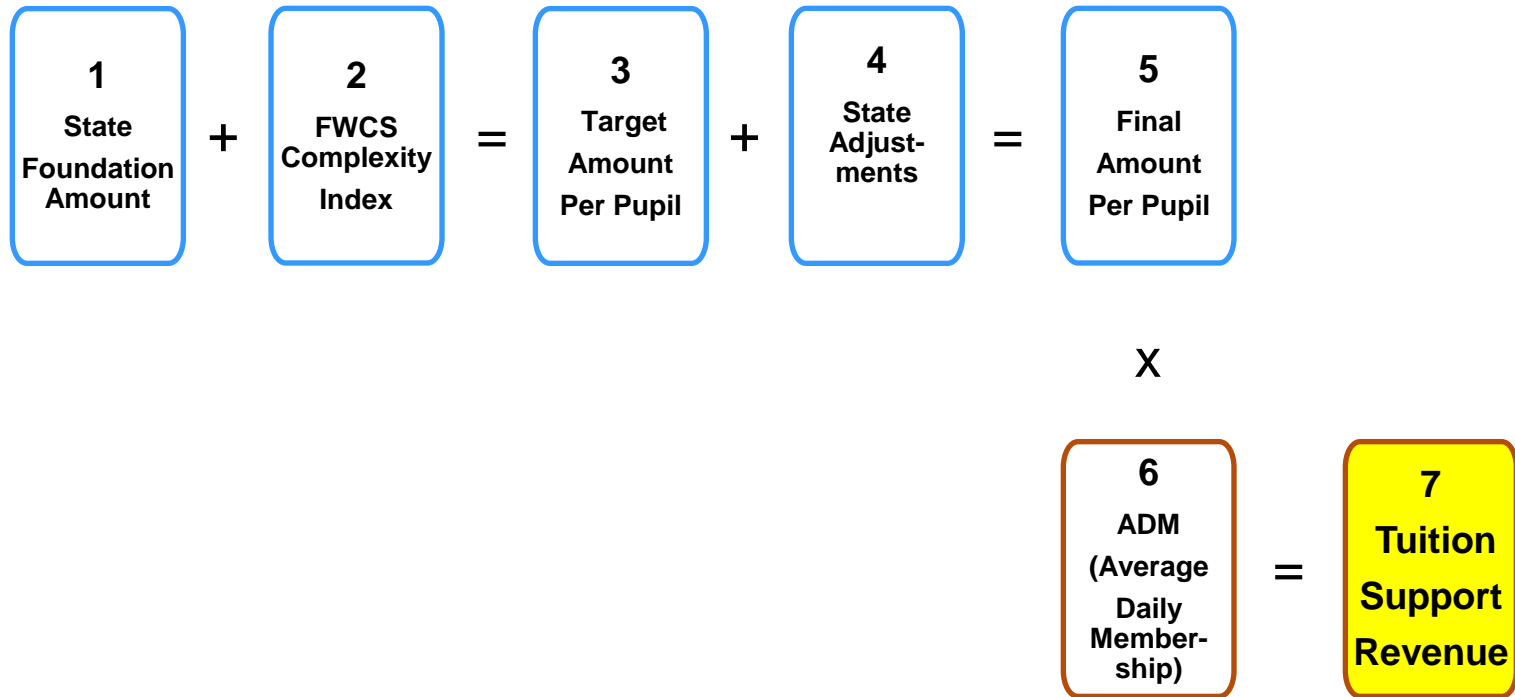 1
State
Foundation
Amount
+
2
FWCS
Complexity
Index
=
3
Target
Amount
Per Pupil
+
4
State
Adjust-
ments
=
5
Final
Amount
Per Pupil
x
6
ADM
(Average
Daily
Member-
ship)
=
7
Tuition
Support
Revenue